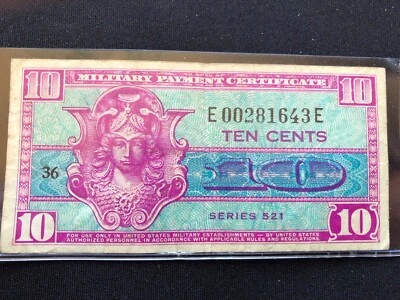 10 MILITARY PAYMENT CERTIFICATE 10
E00281643E
TEN CENTS
36
10
SERIES 521
10 10
FOR USE ONLY IN UNITED STATES MILITARY ESTABLISHMENTS — BY UNITED STATES
AUTHORIZED PERSONNEL IN ACCORDANCE WITH APPLICABLE RULES AND REGULATIONS.